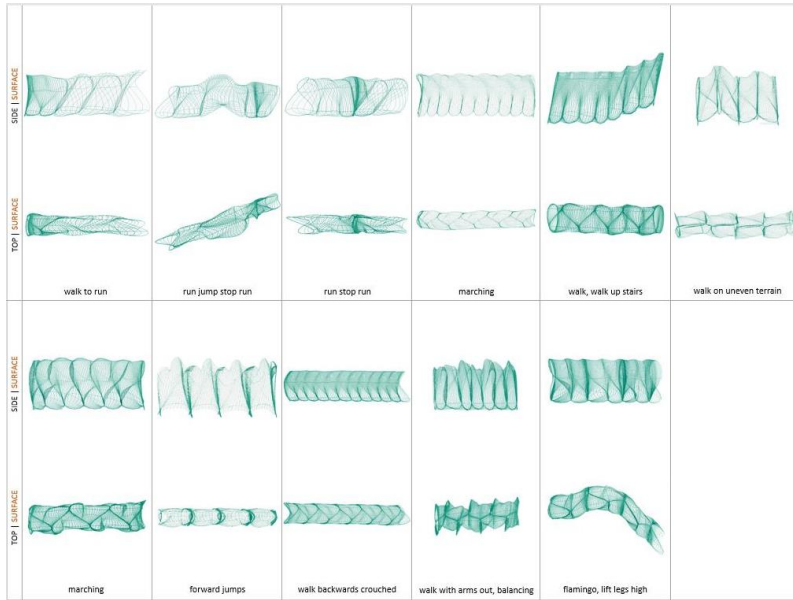 SIDE | SURFACE
TOP | SURFACE
walk to run
run jump stop run
run stop run
marching
walk, walk up stairs
walk on uneven terrain
SIDE | SURFACE
TOP | SURFACE
marching
forward jumps
walk backwards crouched
walk with arms out, balancing
flamingo, lift legs high